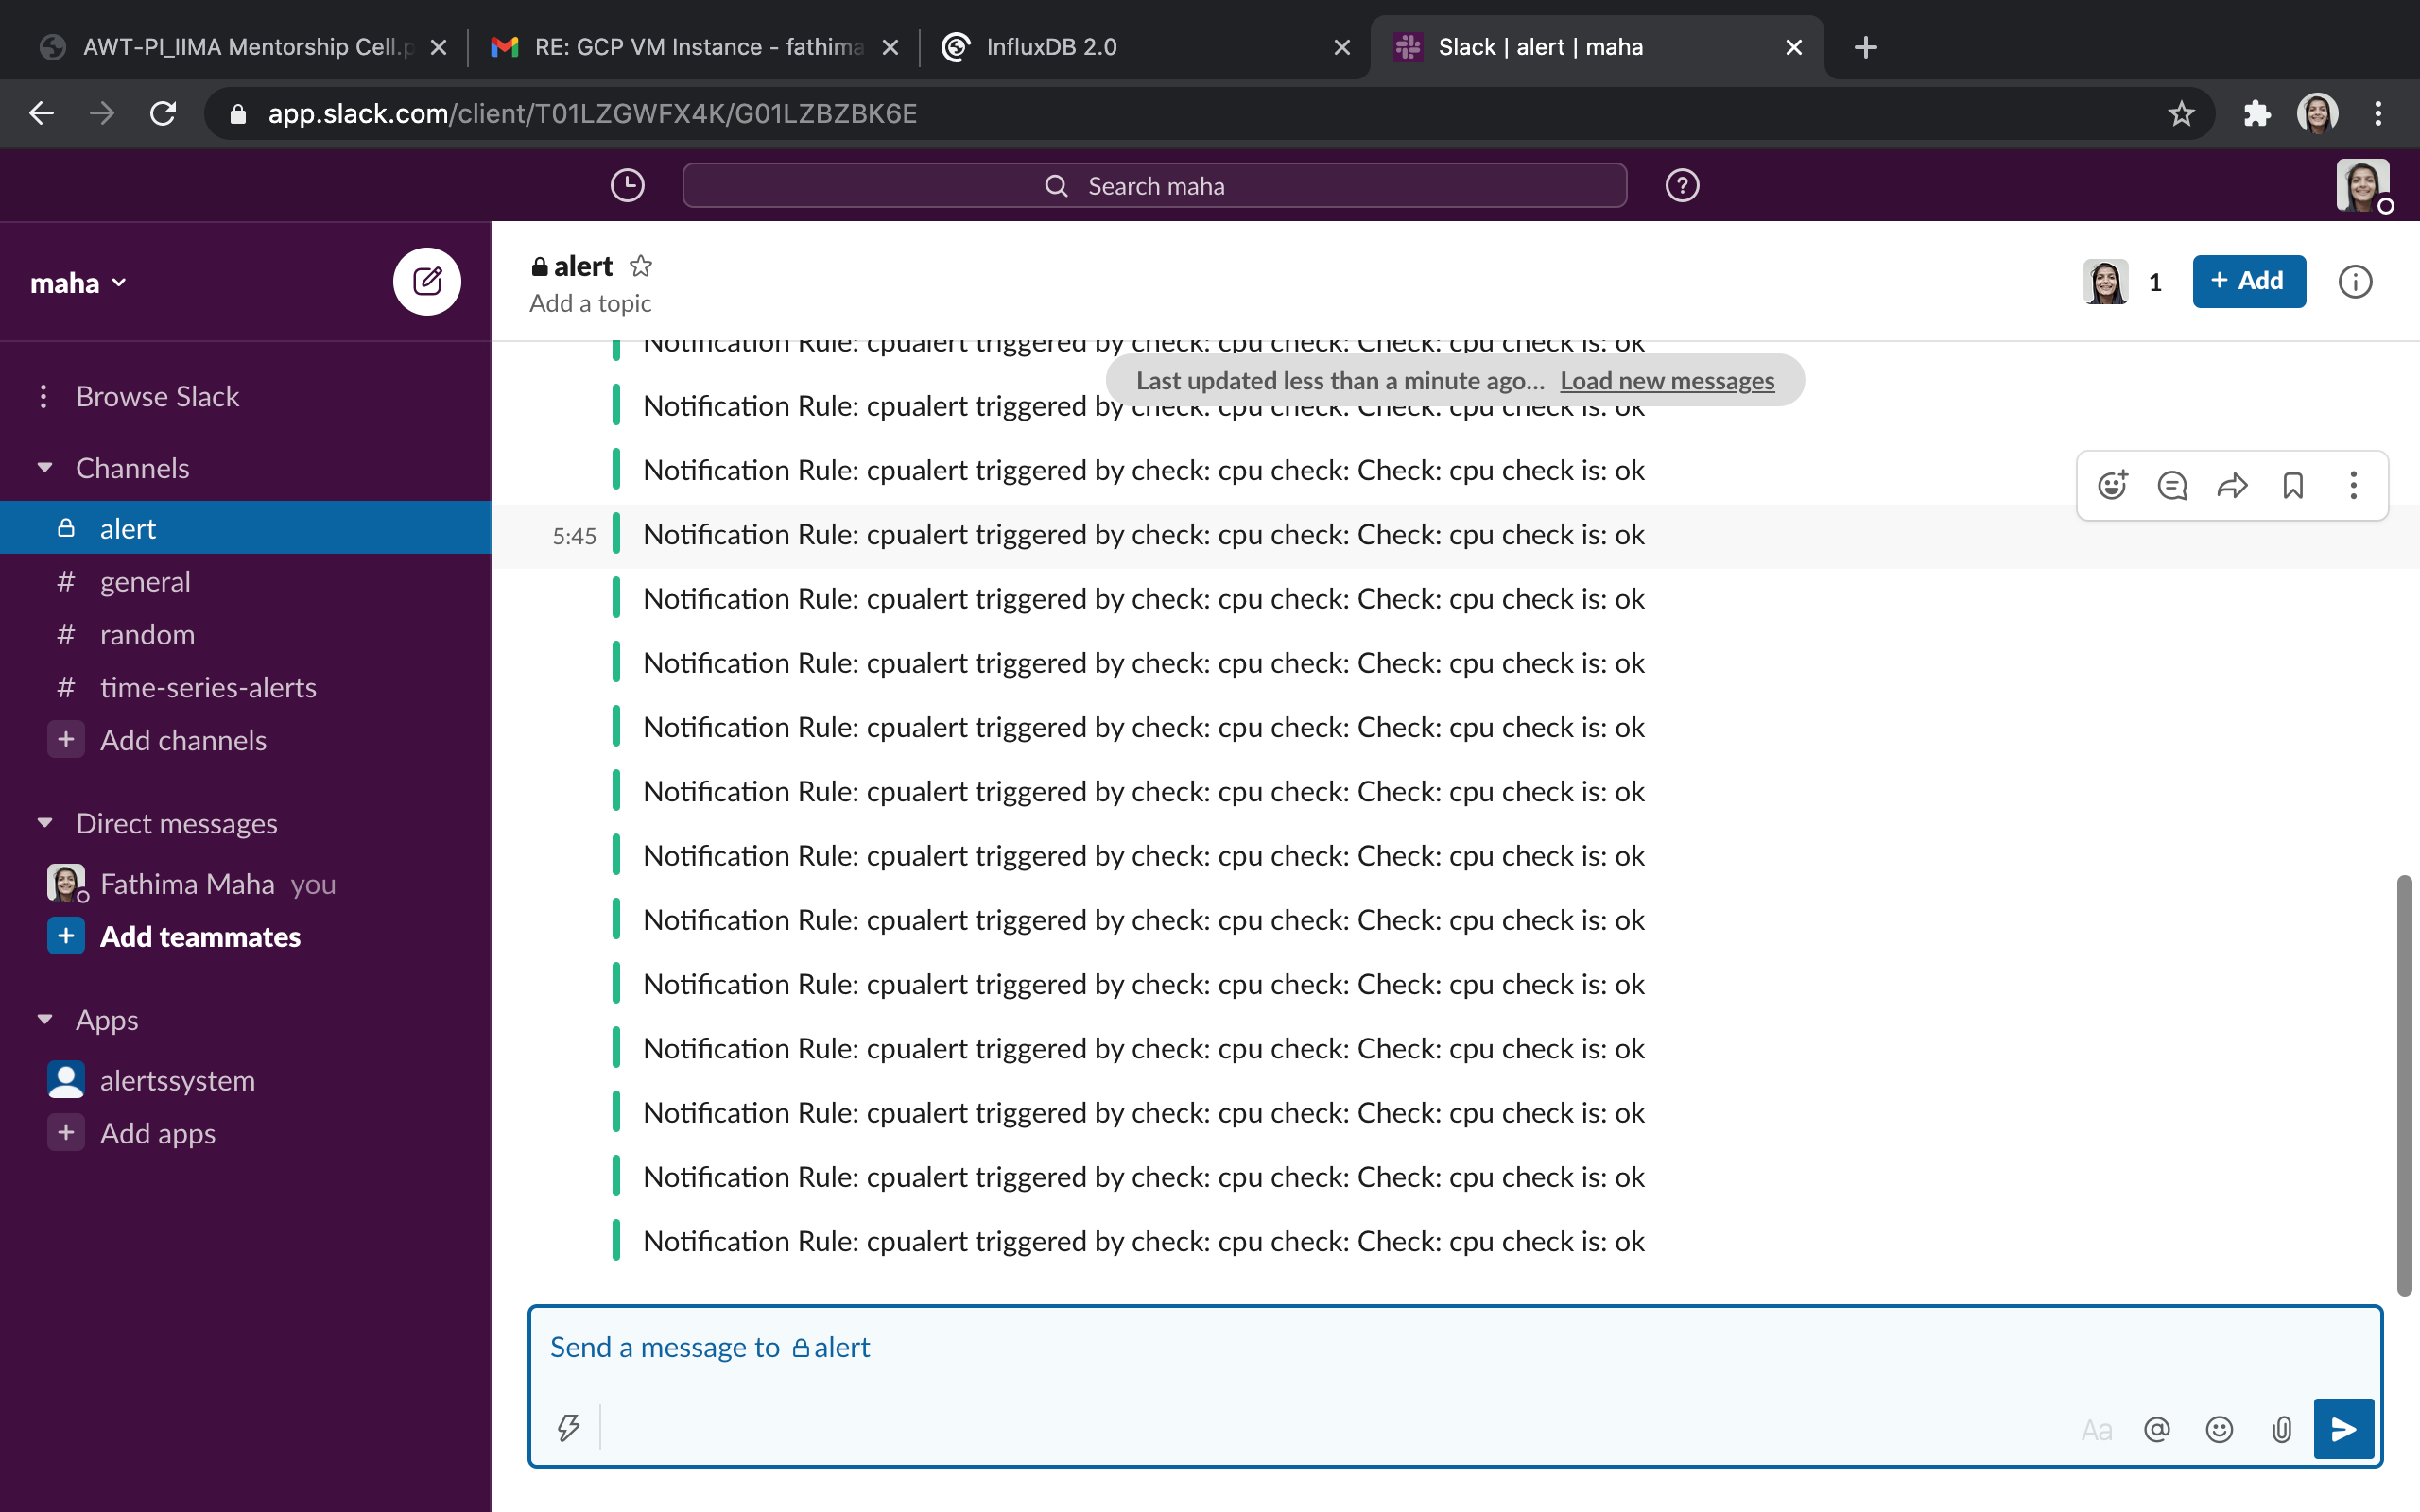 AWT-PI_IIMA Mentorship Cell.p
RE: GCP VM Instance - fathima
InfluxDB 2.0
Slack | alert | maha
app.slack.com/client/T01LZGWFX4K/G01LZBZBK6E
Search maha
maha
Browse Slack
Channels
alert
# general
# random
# time-series-alerts
+ Add channels
Direct messages
Fathima Maha you
+ Add teammates
Apps
alertssystem
+ Add apps
alert
Add a topic
1
+ Add
Notification Rule: cpualert triggered by check: cpu check: Check: cpu check is: ok
Last updated less than a minute ago... Load new messages
Notification Rule: cpualert triggered by check: cpu check: Check: cpu check is: ok
Notification Rule: cpualert triggered by check: cpu check: Check: cpu check is: ok
5:45 Notification Rule: cpualert triggered by check: cpu check: Check: cpu check is: ok
Notification Rule: cpualert triggered by check: cpu check: Check: cpu check is: ok
Notification Rule: cpualert triggered by check: cpu check: Check: cpu check is: ok
Notification Rule: cpualert triggered by check: cpu check: Check: cpu check is: ok
Notification Rule: cpualert triggered by check: cpu check: Check: cpu check is: ok
Notification Rule: cpualert triggered by check: cpu check: Check: cpu check is: ok
Notification Rule: cpualert triggered by check: cpu check: Check: cpu check is: ok
Notification Rule: cpualert triggered by check: cpu check: Check: cpu check is: ok
Notification Rule: cpualert triggered by check: cpu check: Check: cpu check is: ok
Notification Rule: cpualert triggered by check: cpu check: Check: cpu check is: ok
Notification Rule: cpualert triggered by check: cpu check: Check: cpu check is: ok
Notification Rule: cpualert triggered by check: cpu check: Check: cpu check is: ok
Send a message to alert
Aa @